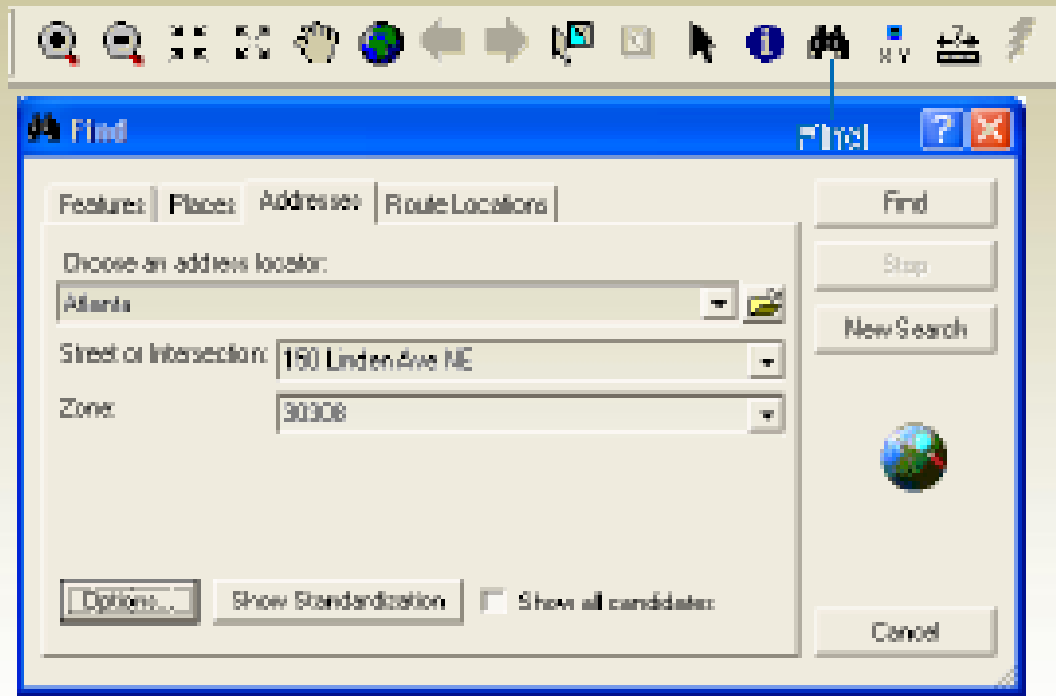 X Y
?
Find
Find
?
Features Places Addresses Route Locations
Find
Choose an address locator:
Stop
Atlanta
New Search
Street or Intersection: 150 Linden Ave NE
Zone: 30308
Options... Show Standardization Show all candidates
Cancel